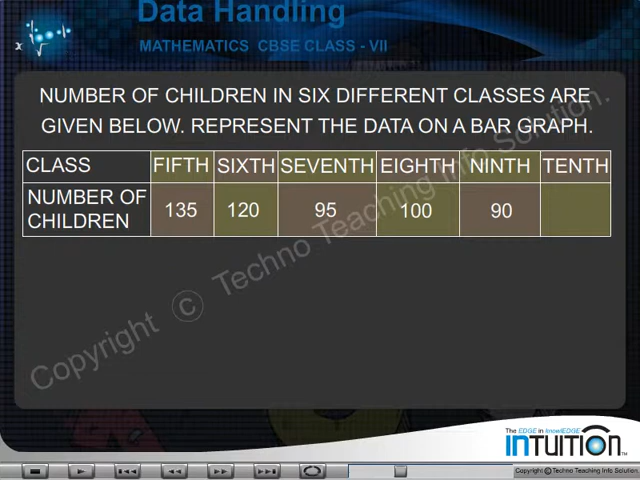 Data Handling
MATHEMATICS CBSE CLASS - VII
NUMBER OF CHILDREN IN SIX DIFFERENT CLASSES ARE
GIVEN BELOW. REPRESENT THE DATA ON A BAR GRAPH.
CLASS FIFTH SIXTH SEVENTH EIGHTH NINTH TENTH
NUMBER OF
CHILDREN 135 120 95 100 90
Copyright © Techno Teaching Info Solution.
The EDGE in knowlEDGE
INTUITION™
Copyright © Techno Teaching Info Solution